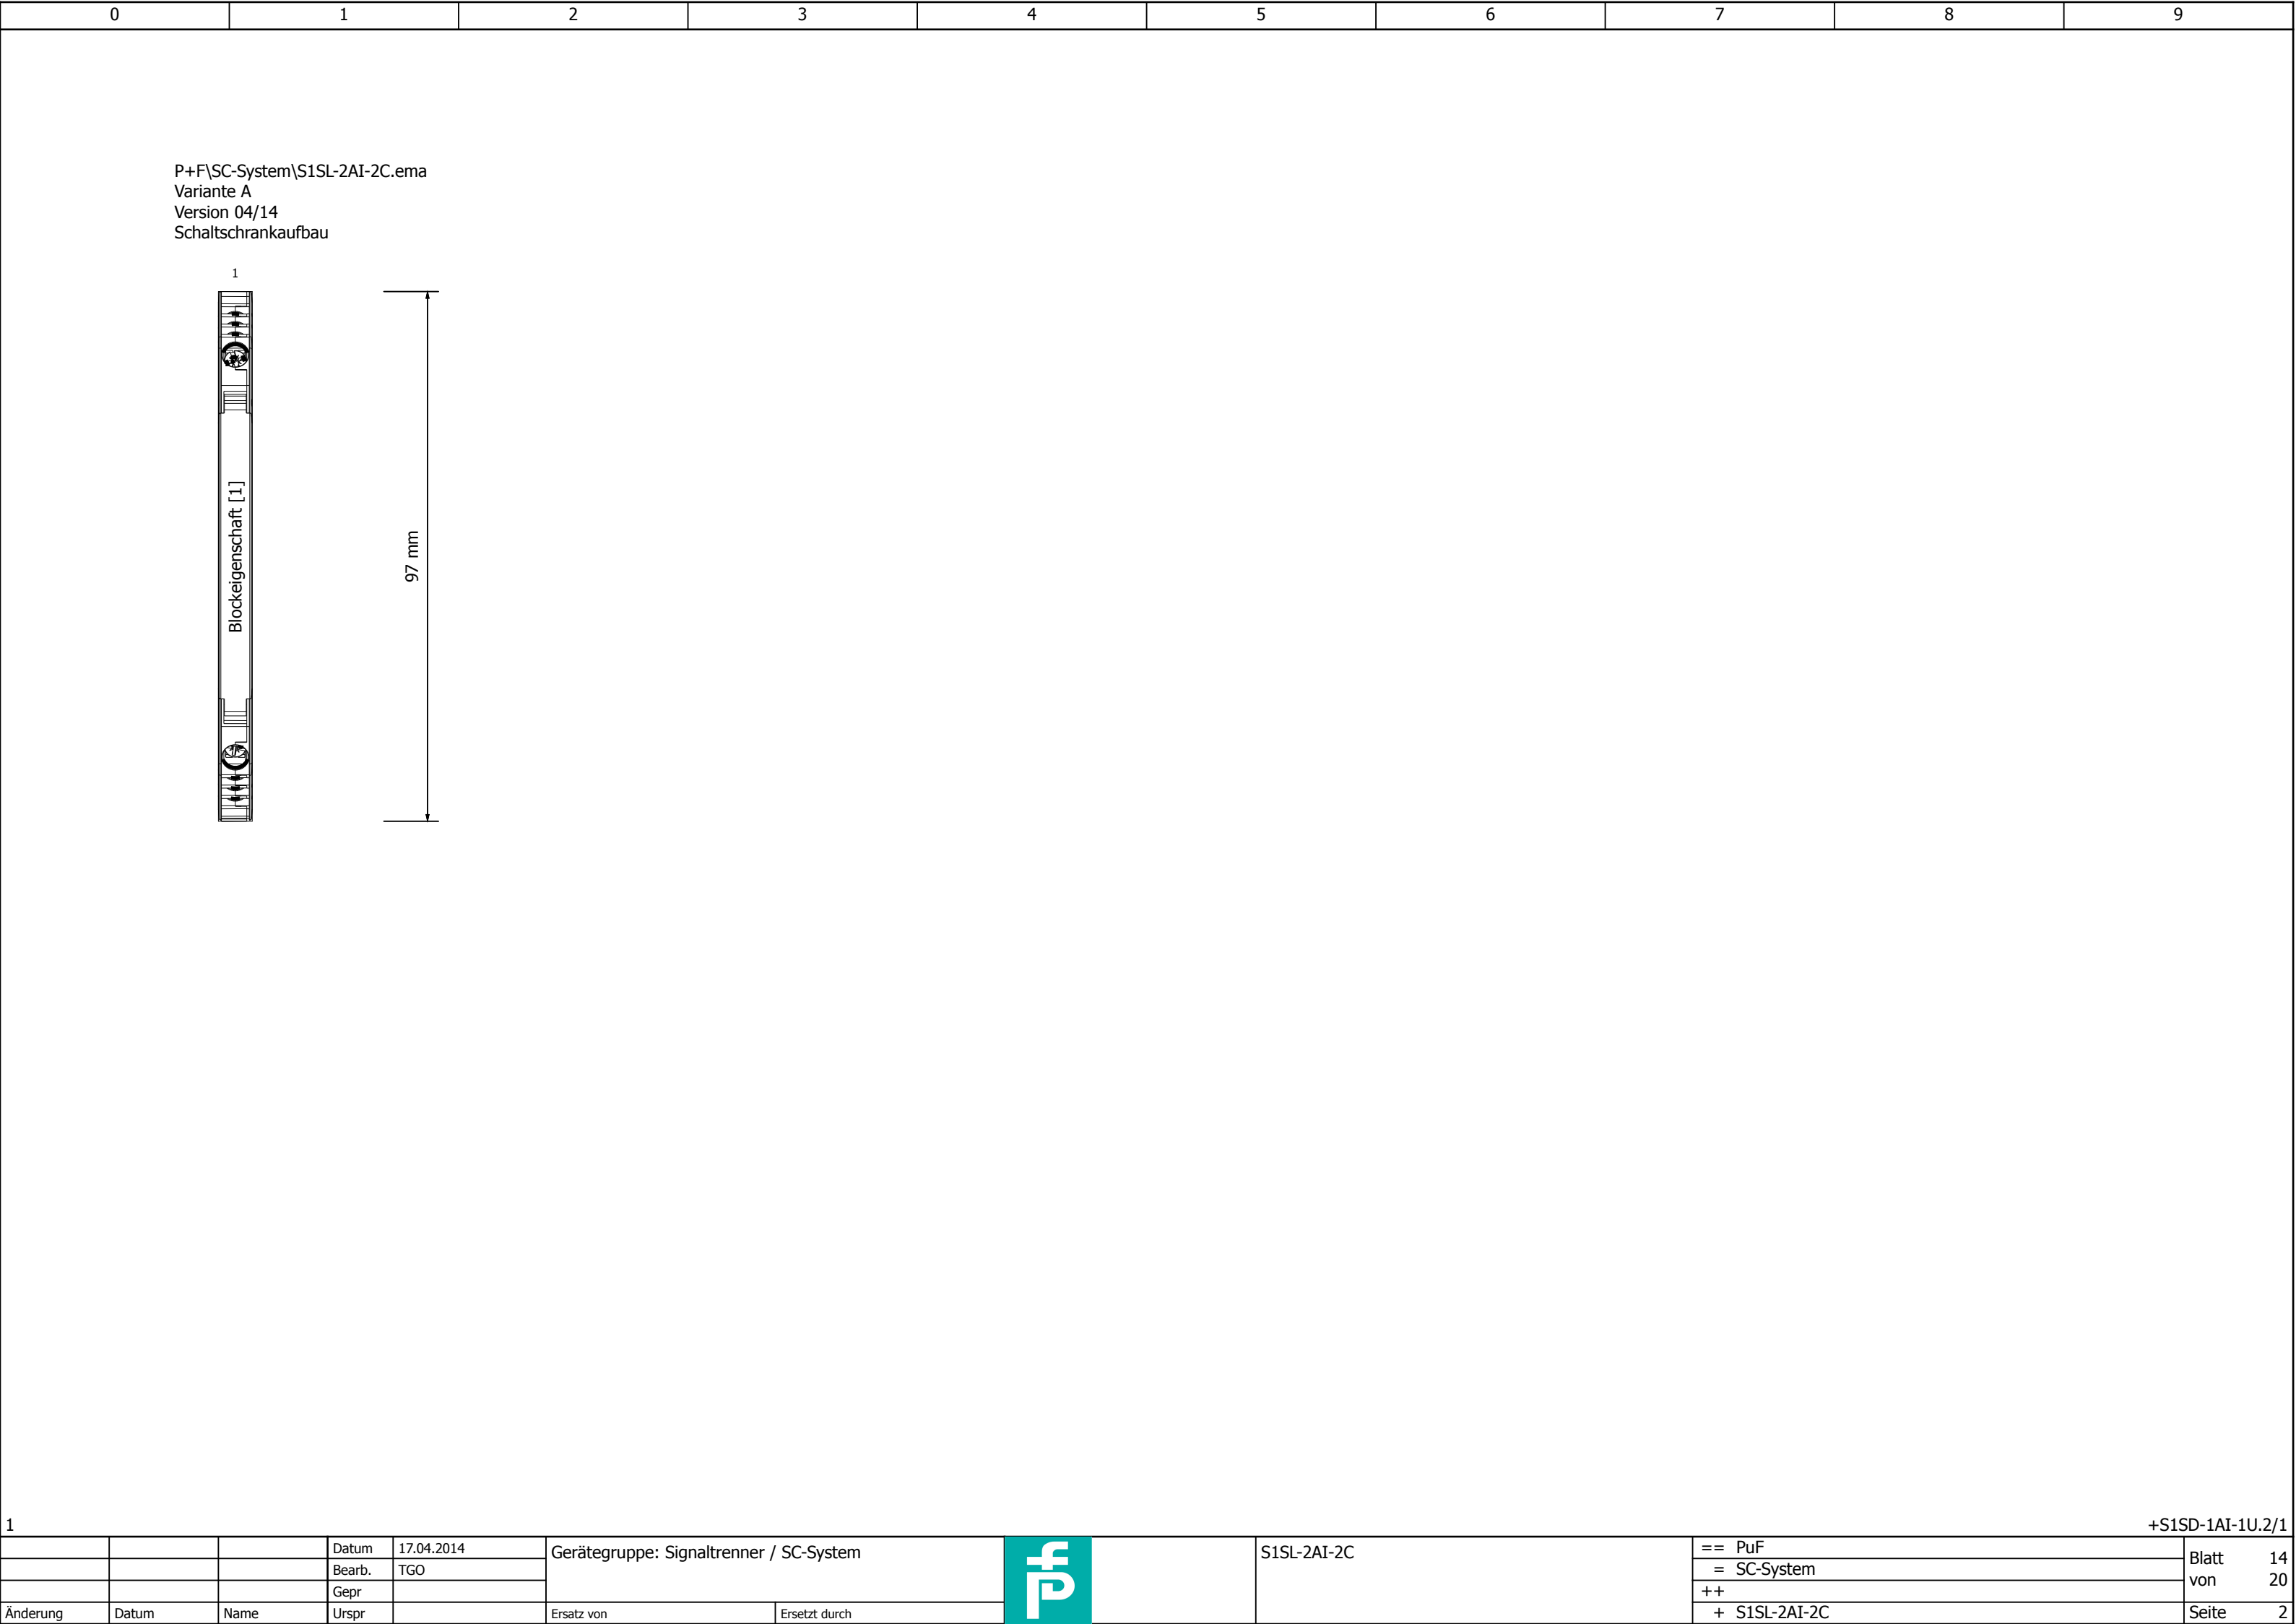 0 1 2 3 4 5 6 7 8 9
P+F\SC-System\S1SL-2AI-2C.ema
Variante A
Version 04/14
Schaltschrankaufbau
1
Blockeigenschaft [1]
97 mm
1
+S1SD-1AI-1U.2/1
Datum 17.04.2014
Bearb. TGO
Gepr
Änderung Datum Name Urspr
Gerätegruppe: Signaltrenner / SC-System
Ersatz von Ersetzt durch
S1SL-2AI-2C
== PuF
= SC-System
++
+ S1SL-2AI-2C
Blatt 14
von 20
Seite 2